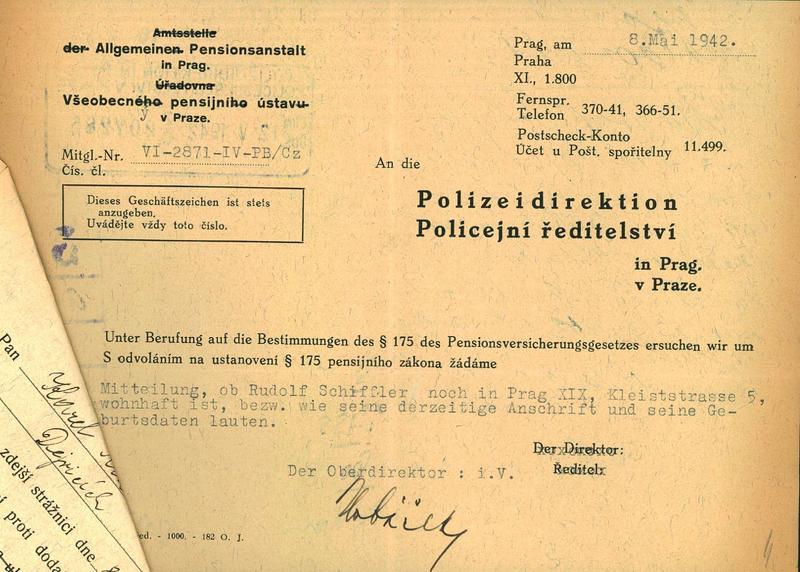 Amtsstelle
der Allgemeinen Pensionsanstalt
in Prag.
Úřadovna
Všeobecného pensijního ústavu
ý v Praze.
Mitgl.-Nr. VI-2871-IV-PB/Cz
Čís. čl.
Dieses Geschäftszeichen ist stets
anzugeben.
Uvádějte vždy toto číslo.
Prag, am 8.Mai 1942.
Praha
XI., 1.800
Fernspr.
Telefon 370-41, 366-51.
Postscheck-Konto
Účet u Pošt. spořitelny 11.499.
An die
Polizeidirektion
Policejní ředitelství
in Prag.
v Praze.
Unter Berufung auf die Bestimmungen des § 175 des Pensionsversicherungsgesetzes ersuchen wir um
S odvoláním na ustanovení § 175 pensijního zákona žádáme
Mitteilung, ob Rudolf Schiffler noch in Prag XIX, Kleiststrasse 5,
wohnhaft ist, bezw. wie seine derzeitige Anschrift und seine Ge-
burtsdaten lauten.
Der Direktor:
Ředitel:
Der Oberdirektor : i.V.
ed. - 1000. - 182 O. J.
Pan Karel
zdejší strážnici dne
proti